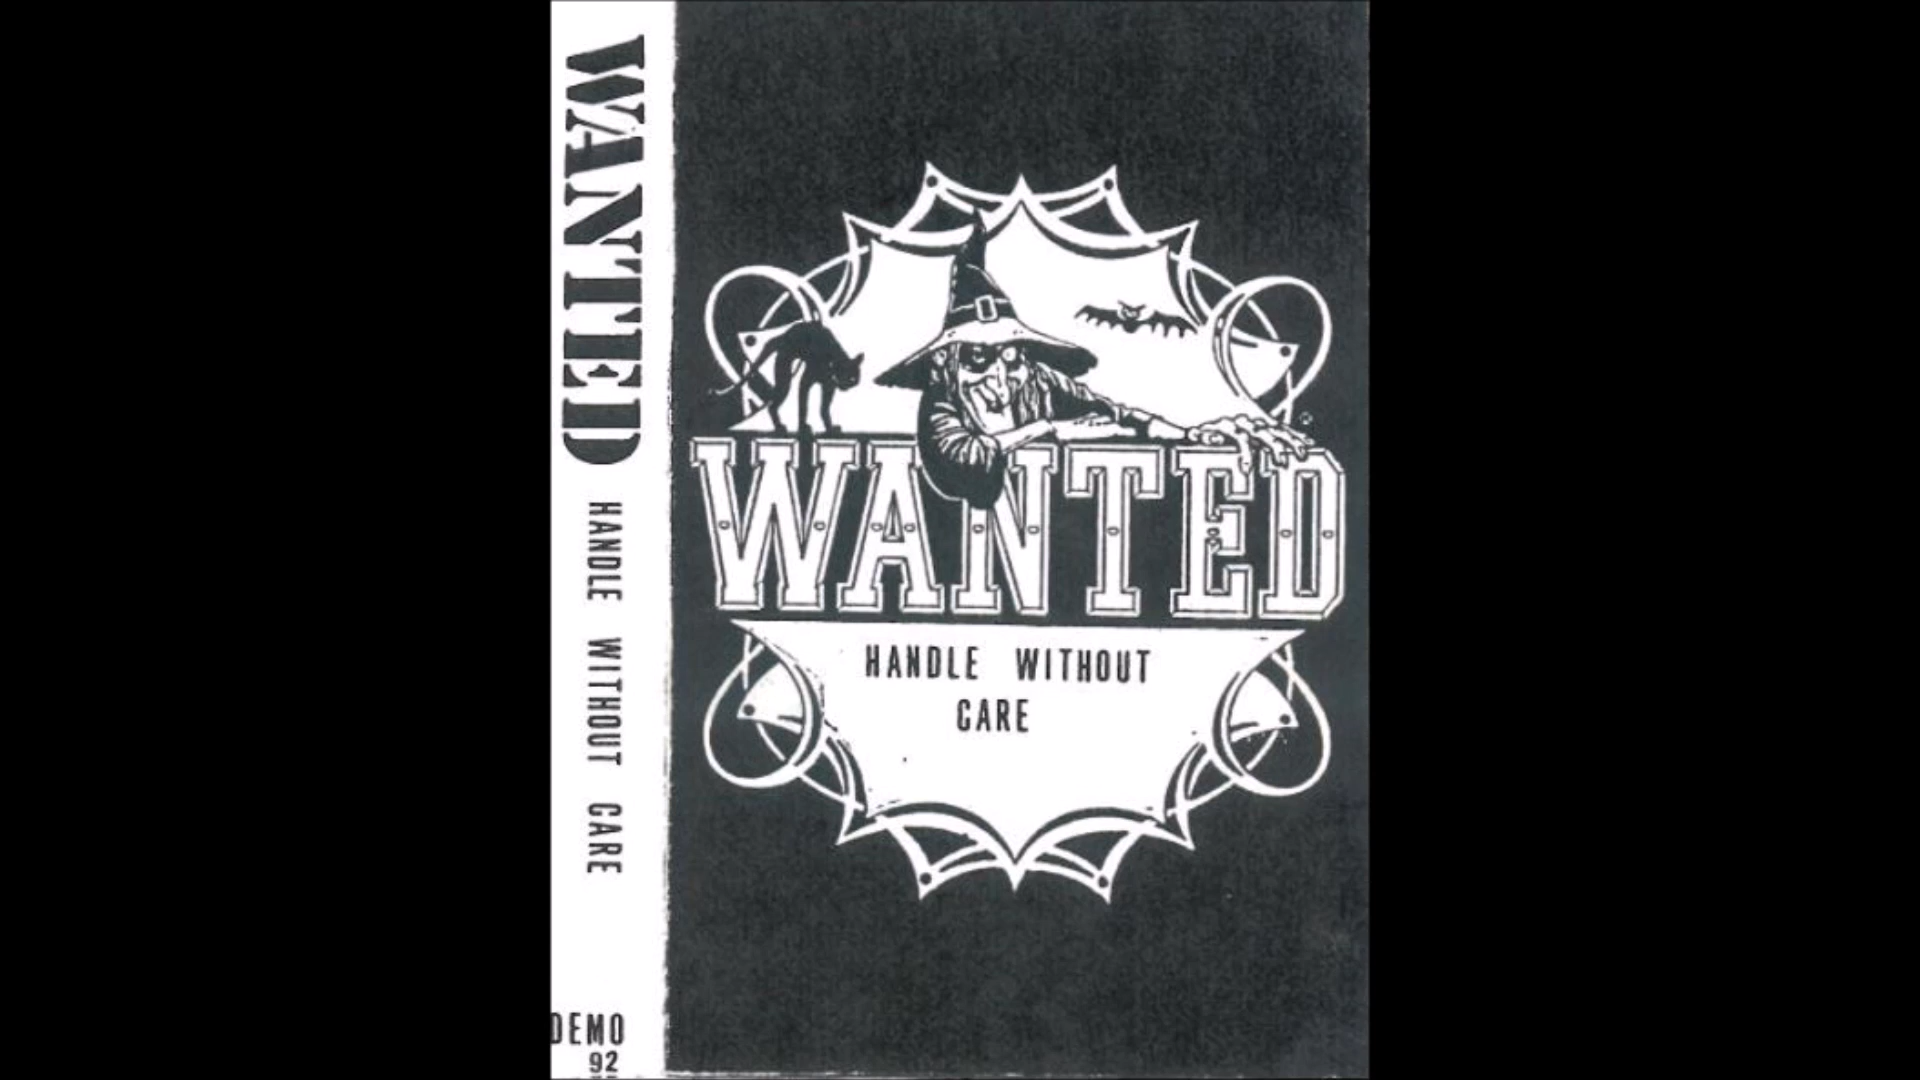 WANTED HANDLE WITHOUT CARE
DEMO
92
WANTED
HANDLE WITHOUT
CARE